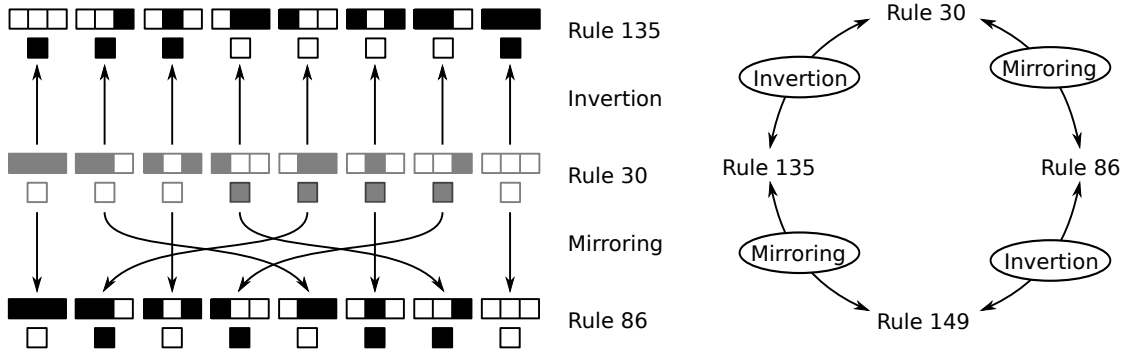 Rule 135
Invertion
Rule 30
Mirroring
Rule 86
Rule 30
Invertion
Mirroring
Rule 135
Rule 86
Mirroring
Invertion
Rule 149